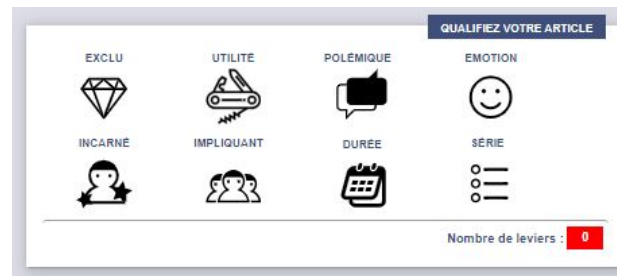 QUALIFIEZ VOTRE ARTICLE
EXCLU UTILITÉ POLÉMIQUE EMOTION
INCARNÉ IMPLIQUANT DURÉE SÉRIE
Nombre de leviers : 0